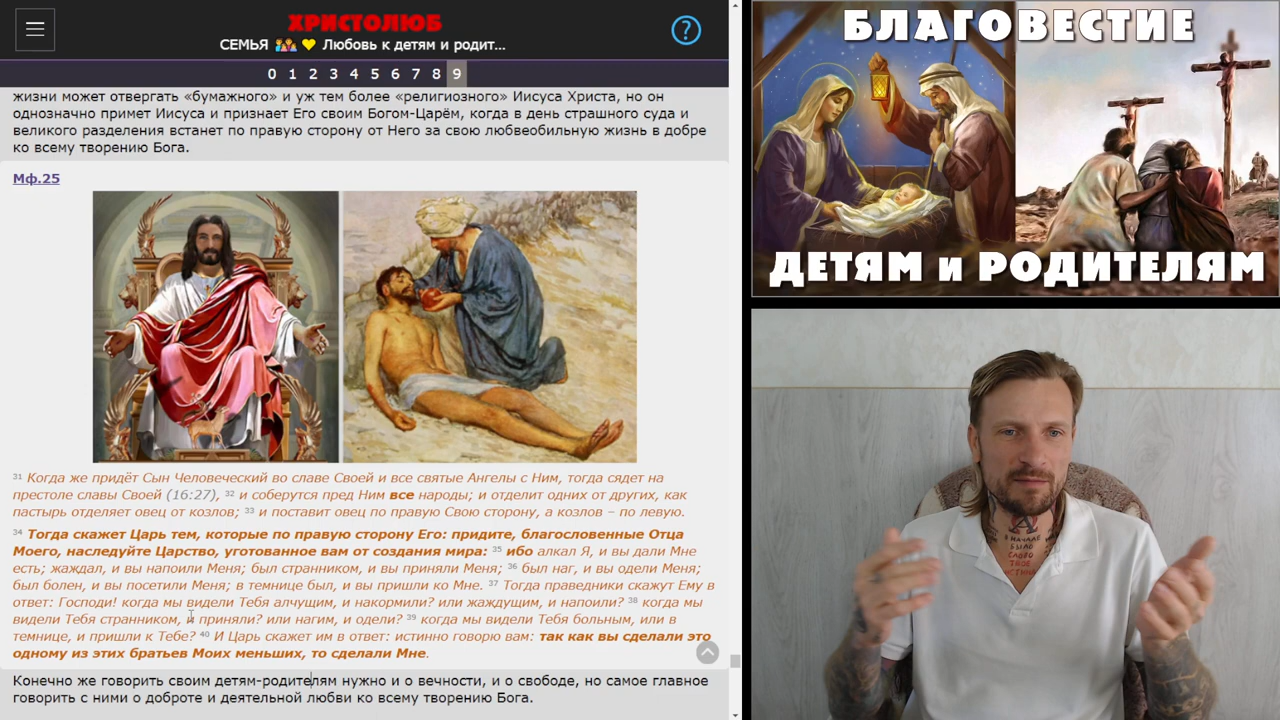 ХРИСТОЛЮБ
СЕМЬЯ 👨‍👩‍👧 💛 Любовь к детям и родит...
0 1 2 3 4 5 6 7 8 9
жизни может отвергать «бумажного» и уж тем более «религиозного» Иисуса Христа, но он
однозначно примет Иисуса и признает Его своим Богом-Царём, когда в день страшного суда и
великого разделения встанет по правую сторону от Него за свою любвеобильную жизнь в добре
ко всему творению Бога.
Мф.25
31 Когда же придёт Сын Человеческий во славе Своей и все святые Ангелы с Ним, тогда сядет на
престоле славы Своей (16:27), 32 и соберутся пред Ним все народы; и отделит одних от других, как
пастырь отделяет овец от козлов; 33 и поставит овец по правую Свою сторону, а козлов – по левую.
34 Тогда скажет Царь тем, которые по правую сторону Его: придите, благословенные Отца
Моего, наследуйте Царство, уготованное вам от создания мира: 35 ибо алкал Я, и вы дали Мне
есть; жаждал, и вы напоили Меня; был странником, и вы приняли Меня; 36 был наг, и вы одели Меня;
был болен, и вы посетили Меня; в темнице был, и вы пришли ко Мне. 37 Тогда праведники скажут Ему в
ответ: Господи! когда мы видели Тебя алчущим, и накормили? или жаждущим, и напоили? 38 когда мы
видели Тебя странником, и приняли? или нагим, и одели? 39 когда мы видели Тебя больным, или в
темнице, и пришли к Тебе? 40 И Царь скажет им в ответ: истинно говорю вам: так как вы сделали это
одному из этих братьев Моих меньших, то сделали Мне.
Конечно же говорить своим детям-родителям нужно и о вечности, и о свободе, но самое главное
говорить с ними о доброте и деятельной любви ко всему творению Бога.
БЛАГОВЕСТИЕ
ДЕТЯМ и РОДИТЕЛЯМ
В НАЧАЛЕ
БЫЛО
СЛОВО